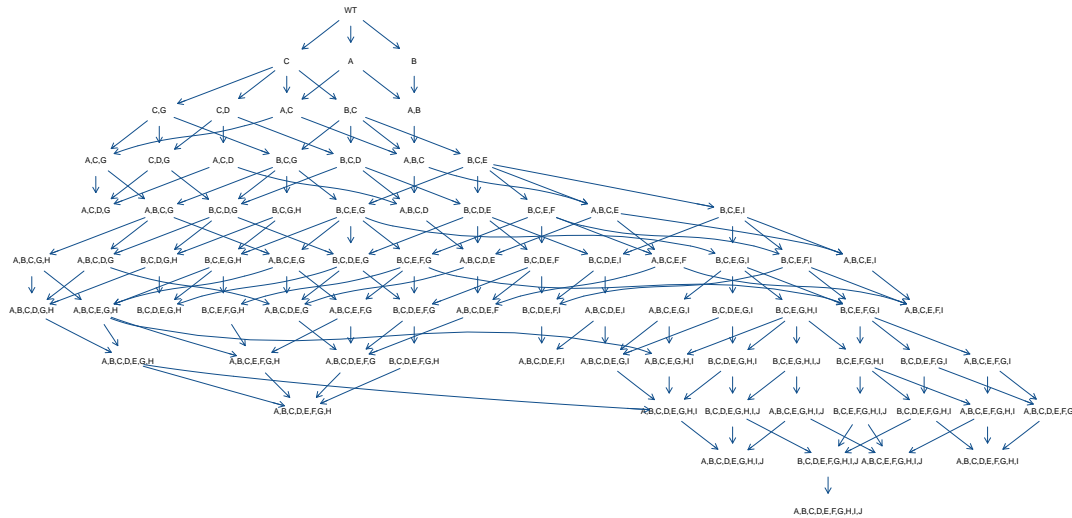 WT
C A B
C,G C,D A,C B,C A,B
A,C,G C,D,G A,C,D B,C,G B,C,D A,B,C B,C,E
A,C,D,G A,B,C,G B,C,D,G B,C,G,H B,C,E,G A,B,C,D B,C,D,E B,C,E,F A,B,C,E B,C,E,I
A,B,C,G,H A,B,C,D,G B,C,D,G,H B,C,E,G,H A,B,C,E,G B,C,D,E,G B,C,E,F,G A,B,C,D,E B,C,D,E,F B,C,D,E,I A,B,C,E,F B,C,E,G,I B,C,E,F,I A,B,C,E,I
A,B,C,D,G,H A,B,C,E,G,H B,C,D,E,G,H B,C,E,F,G,H A,B,C,D,E,G A,B,C,E,F,G B,C,D,E,F,G A,B,C,D,E,F B,C,D,E,F,I A,B,C,D,E,I A,B,C,E,G,I B,C,D,E,G,I B,C,E,G,H,I B,C,E,F,G,I A,B,C,E,F,I
A,B,C,D,E,G,H A,B,C,E,F,G,H A,B,C,D,E,F,G B,C,D,E,F,G,H A,B,C,D,E,F,I A,B,C,D,E,G,I A,B,C,E,G,H,I B,C,D,E,G,H,I B,C,E,G,H,I,J B,C,E,F,G,H,I B,C,D,E,F,G,I A,B,C,E,F,G,I
A,B,C,D,E,F,G,H A,B,C,D,E,G,H,I B,C,D,E,G,H,I,J A,B,C,E,G,H,I,J B,C,E,F,G,H,I,J B,C,D,E,F,G,H,I A,B,C,E,F,G,H,I A,B,C,D,E,F,G
A,B,C,D,E,G,H,I,J B,C,D,E,F,G,H,I,J A,B,C,E,F,G,H,I,J A,B,C,D,E,F,G,H,I
A,B,C,D,E,F,G,H,I,J